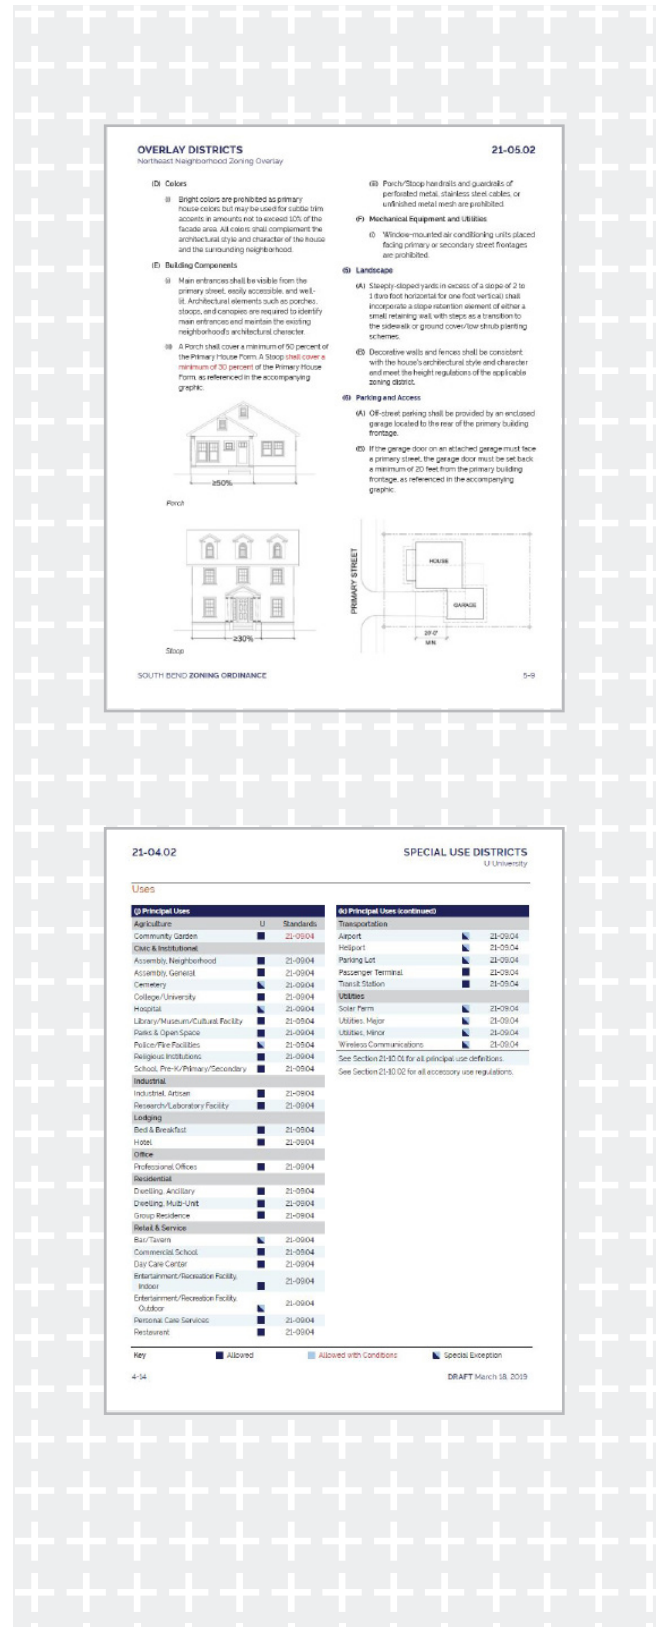 OVERLAY DISTRICTS
21-05.02
Northeast Neighborhood Zoning Overlay
(D) Colors
(i) Bright colors are prohibited as primary
house colors but may be used for subtle trim
accents in amounts not to exceed 10% of the
facade area. All colors shall complement the
architectural style and character of the house
and the surrounding neighborhood.
(E) Building Components
(i) Main entrances shall be visible from the
primary street, easily accessible, and well-
lit. Architectural elements such as porches,
stoops, and canopies are required to identify
main entrances and maintain the existing
neighborhood's architectural character.
(ii) A Porch shall cover a minimum of 50 percent of
the Primary House Form. A Stoop shall cover a
minimum of 30 percent of the Primary House
Form, as referenced in the accompanying
graphic.
≥50%
Porch
≥30%
Stoop
(iii) Porch/Stoop handrails and guardrails of
perforated metal, stainless steel cables, or
unfinished metal mesh are prohibited.
(F) Mechanical Equipment and Utilities
(i) Window-mounted air conditioning units placed
facing primary or secondary street frontages
are prohibited.
(5) Landscape
(A) Steeply-sloped yards in excess of a slope of 2 to
1 (two foot horizontal for one foot vertical) shall
incorporate a slope retention element of either a
small retaining wall with steps as a transition to
the sidewalk or ground cover/low shrub planting
schemes.
(B) Decorative walls and fences shall be consistent
with the house's architectural style and character
and meet the height regulations of the applicable
zoning district.
(6) Parking and Access
(A) Off-street parking shall be provided by an enclosed
garage located to the rear of the primary building
frontage.
(B) If the garage door on an attached garage must face
a primary street, the garage door must be set back
a minimum of 20 feet from the primary building
frontage, as referenced in the accompanying
graphic.
PRIMARY STREET
HOUSE
GARAGE
20'-0"
MIN.
SOUTH BEND ZONING ORDINANCE
5-9
21-04.02
SPECIAL USE DISTRICTS
U University
Uses
(j) Principal Uses
Agriculture U Standards
Community Garden 21-09.04
Civic & Institutional
Assembly, Neighborhood 21-09.04
Assembly, General 21-09.04
Cemetery 21-09.04
College/University 21-09.04
Hospital 21-09.04
Library/Museum/Cultural Facility 21-09.04
Parks & Open Space 21-09.04
Police/Fire Facilities 21-09.04
Religious Institutions 21-09.04
School, Pre-K/Primary/Secondary 21-09.04
Industrial
Industrial, Artisan 21-09.04
Research/Laboratory Facility 21-09.04
Lodging
Bed & Breakfast 21-09.04
Hotel 21-09.04
Office
Professional Offices 21-09.04
Residential
Dwelling, Ancillary 21-09.04
Dwelling, Multi-Unit 21-09.04
Group Residence 21-09.04
Retail & Service
Bar/Tavern 21-09.04
Commercial School 21-09.04
Day Care Center 21-09.04
Entertainment/Recreation Facility,
Indoor 21-09.04
Entertainment/Recreation Facility,
Outdoor 21-09.04
Personal Care Services 21-09.04
Restaurant 21-09.04
(k) Principal Uses (continued)
Transportation
Airport 21-09.04
Heliport 21-09.04
Parking Lot 21-09.04
Passenger Terminal 21-09.04
Transit Station 21-09.04
Utilities
Solar Farm 21-09.04
Utilities, Major 21-09.04
Utilities, Minor 21-09.04
Wireless Communications 21-09.04
See Section 21-10.01 for all principal use definitions.
See Section 21-10.02 for all accessory use regulations.
Key Allowed Allowed with Conditions Special Exception
4-14
DRAFT March 18, 2019